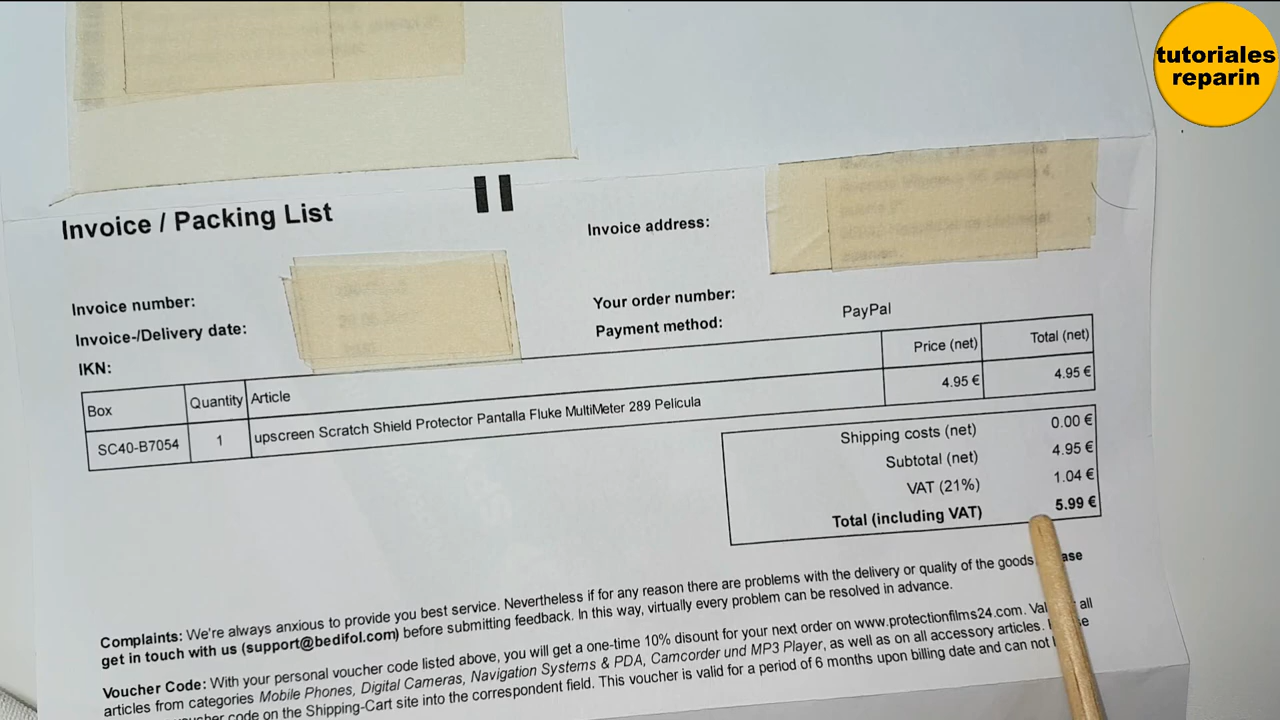 tutoriales
reparin
Invoice / Packing List
Invoice address:
Invoice number:
Invoice-/Delivery date:
IKN:
Your order number:
Payment method: PayPal
Box Quantity Article Price (net) Total (net)
SC40-B7054 1 upscreen Scratch Shield Protector Pantalla Fluke MultiMeter 289 Pelicula 4.95 € 4.95 €
Shipping costs (net) 0.00 €
Subtotal (net) 4.95 €
VAT (21%) 1.04 €
Total (including VAT) 5.99 €
Complaints: We're always anxious to provide you best service. Nevertheless if for any reason there are problems with the delivery or quality of the goods
get in touch with us (support@bedifol.com) before submitting feedback. In this way, virtually every problem can be resolved in advance.
Voucher Code: With your personal voucher code listed above, you will get a one-time 10% disount for your next order on www.protectionfilms24.com. all
articles from categories Mobile Phones, Digital Cameras, Navigation Systems & PDA, Camcorder und MP3 Player, as well as on all accessory articles.
code on the Shipping-Cart site into the correspondent field. This voucher is valid for a period of 6 months upon billing date and can not